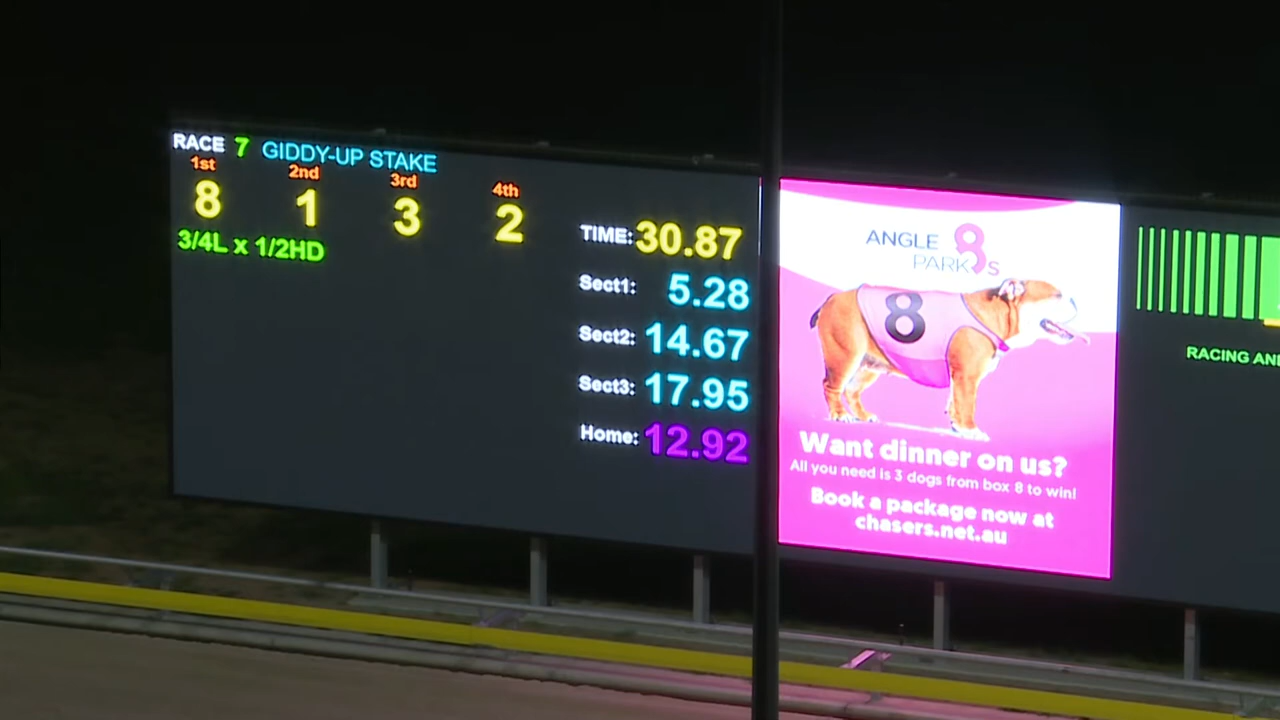 RACE 7 GIDDY-UP STAKE
1st 2nd 3rd 4th
8 1 3 2
3/4L x 1/2HD
TIME: 30.87
Sect1: 5.28
Sect2: 14.67
Sect3: 17.95
Home: 12.92
ANGLE
PARK 8s
8
Want dinner on us?
All you need is 3 dogs from box 8 to win!
Book a package now at
chasers.net.au
RACING